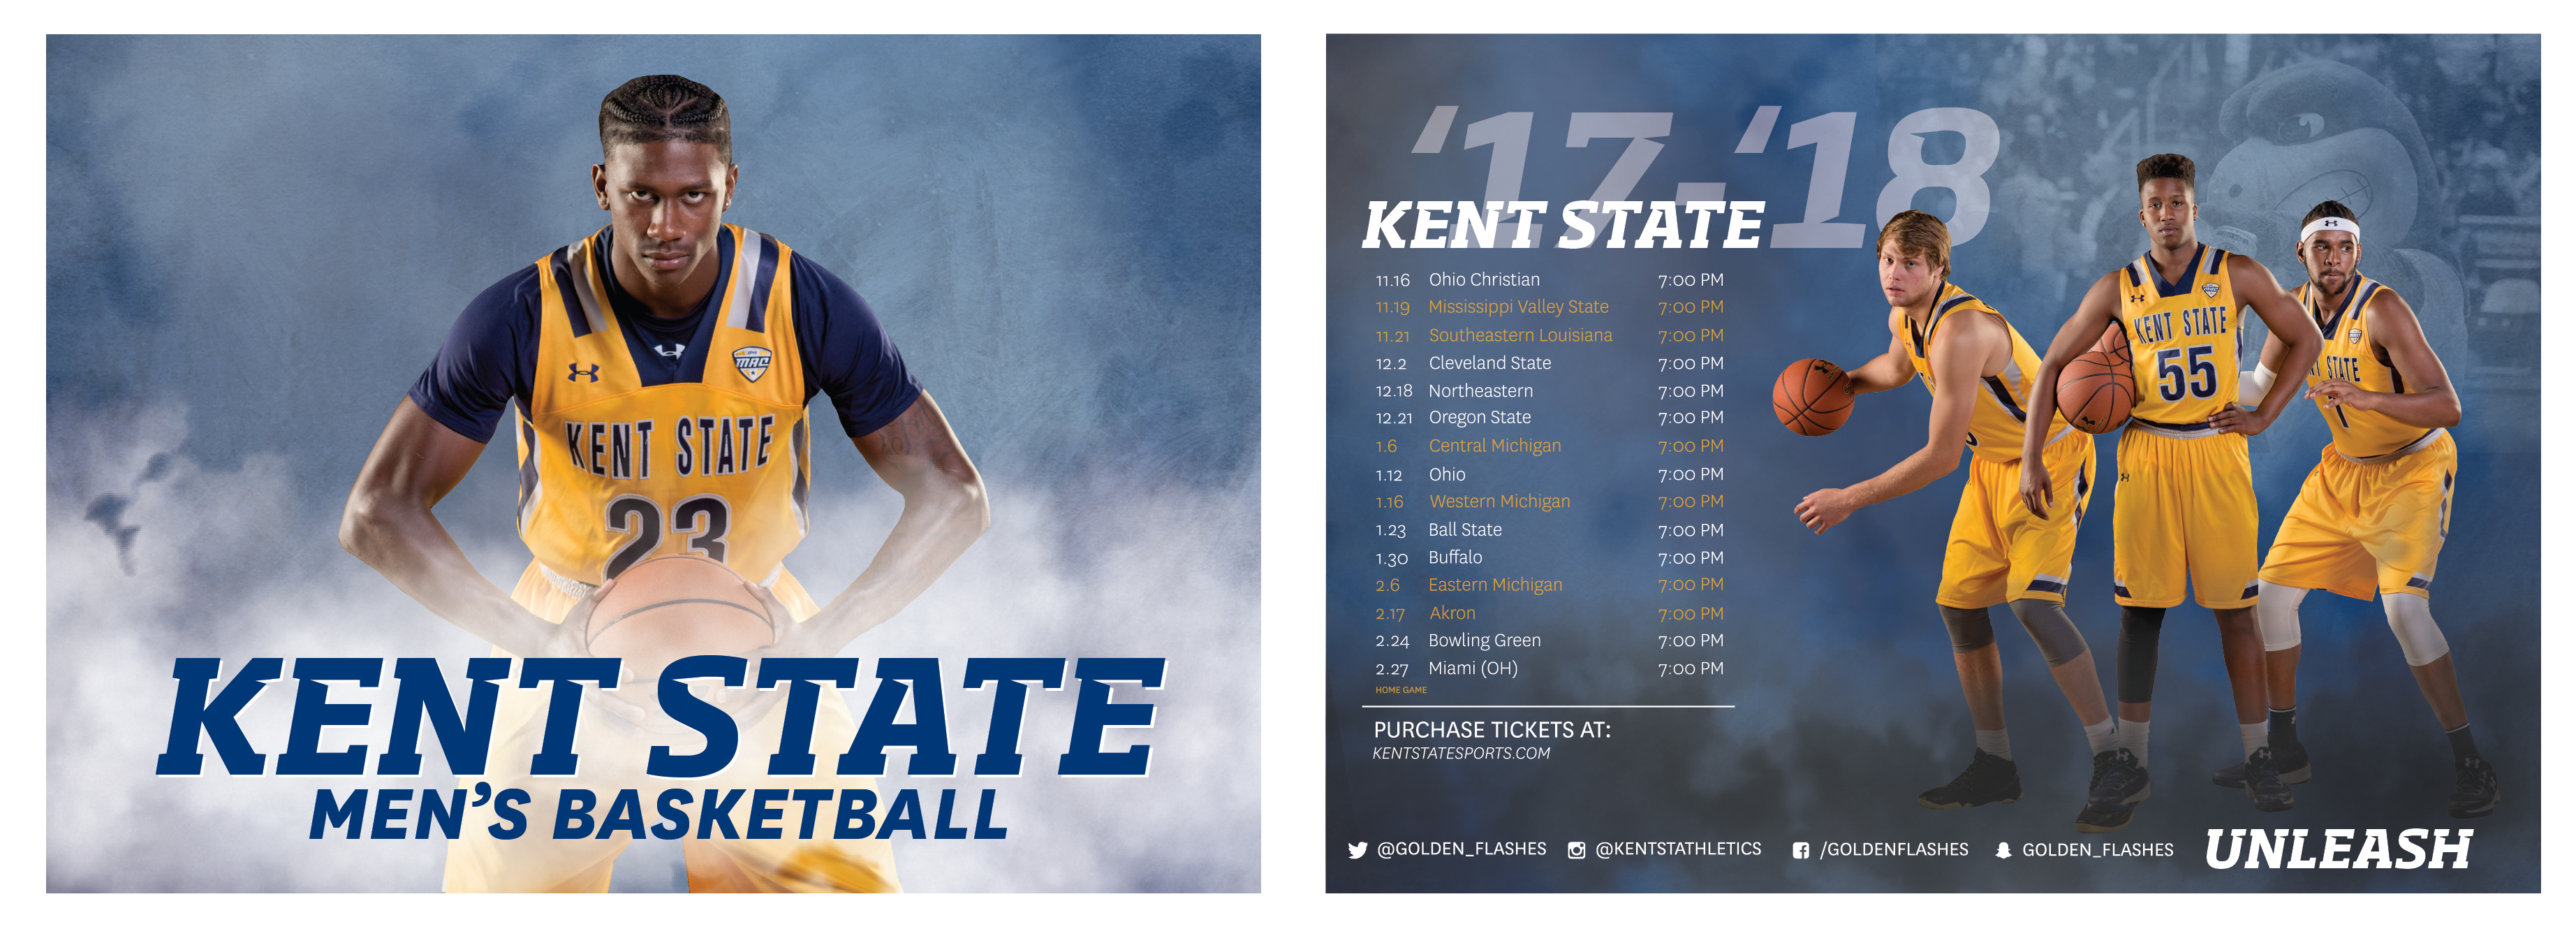 MAC
KENT STATE
23
KENT STATE
MEN'S BASKETBALL
'17-'18
KENT STATE
11.16 Ohio Christian 7:00 PM
11.19 Mississippi Valley State 7:00 PM
11.21 Southeastern Louisiana 7:00 PM
12.2 Cleveland State 7:00 PM
12.18 Northeastern 7:00 PM
12.21 Oregon State 7:00 PM
1.6 Central Michigan 7:00 PM
1.12 Ohio 7:00 PM
1.16 Western Michigan 7:00 PM
1.23 Ball State 7:00 PM
1.30 Buffalo 7:00 PM
2.6 Eastern Michigan 7:00 PM
2.17 Akron 7:00 PM
2.24 Bowling Green 7:00 PM
2.27 Miami (OH) 7:00 PM
HOME GAME
PURCHASE TICKETS AT:
KENTSTATESPORTS.COM
KENT STATE
55
STATE
1
@GOLDEN_FLASHES @KENTSTATHLETICS /GOLDENFLASHES GOLDEN_FLASHES
UNLEASH